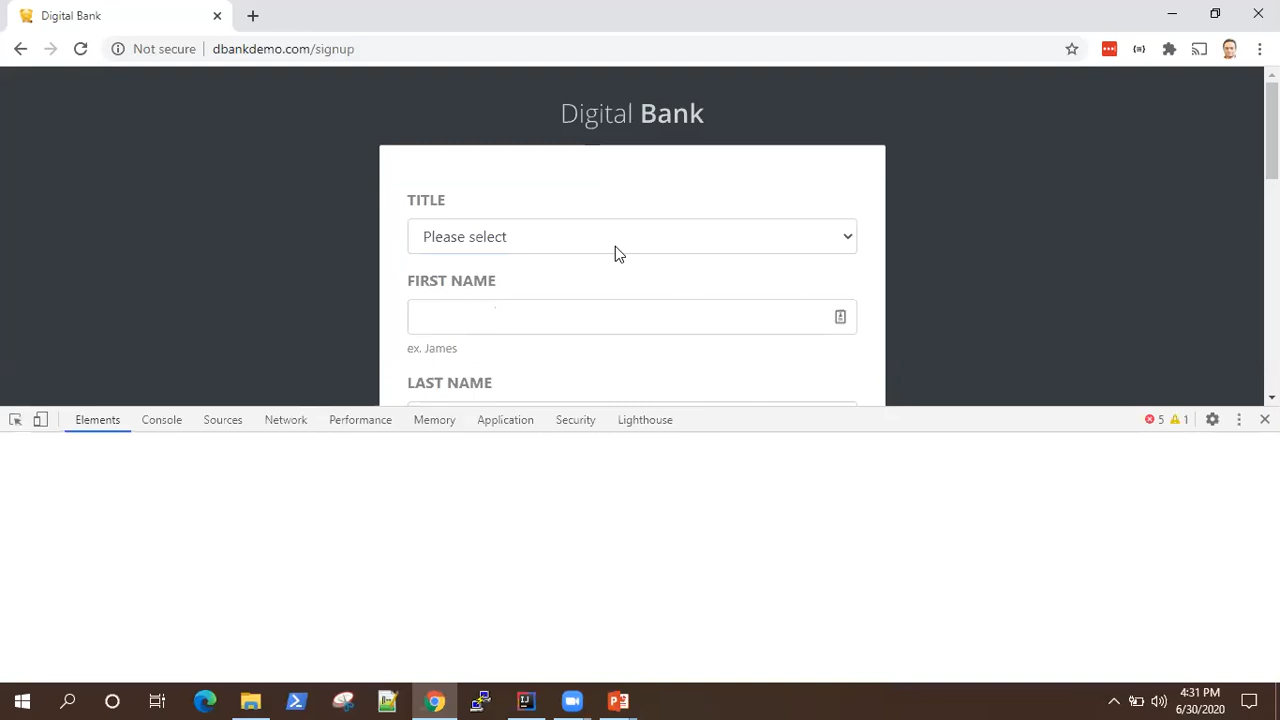 Digital Bank
Not secure
dbankdemo.com/signup
Digital Bank
TITLE
Please select
FIRST NAME
ex. James
LAST NAME
Elements Console Sources Network Performance Memory Application Security Lighthouse
5 1
4:31 PM
6/30/2020